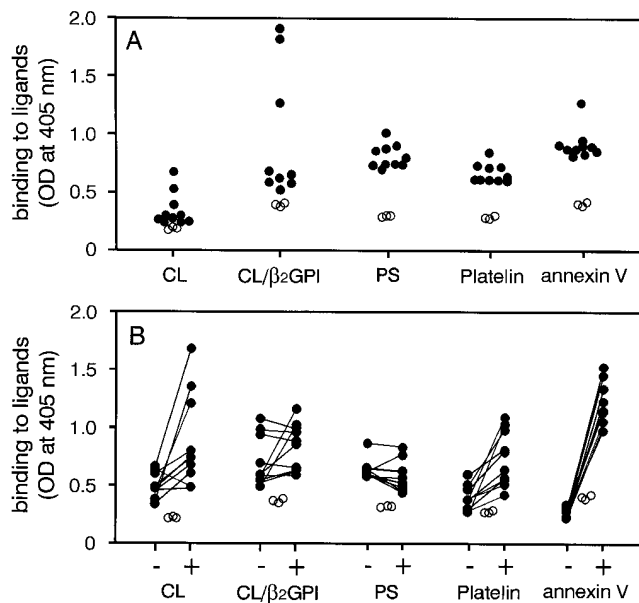 A
binding to ligands
(OD at 405 nm)
2.0
1.5
1.0
0.5
0
CL CL/β2GPI PS Platelin annexin V
B
binding to ligands
(OD at 405 nm)
2.0
1.5
1.0
0.5
0
- + - + - + - + - +
CL CL/β2GPI PS Platelin annexin V